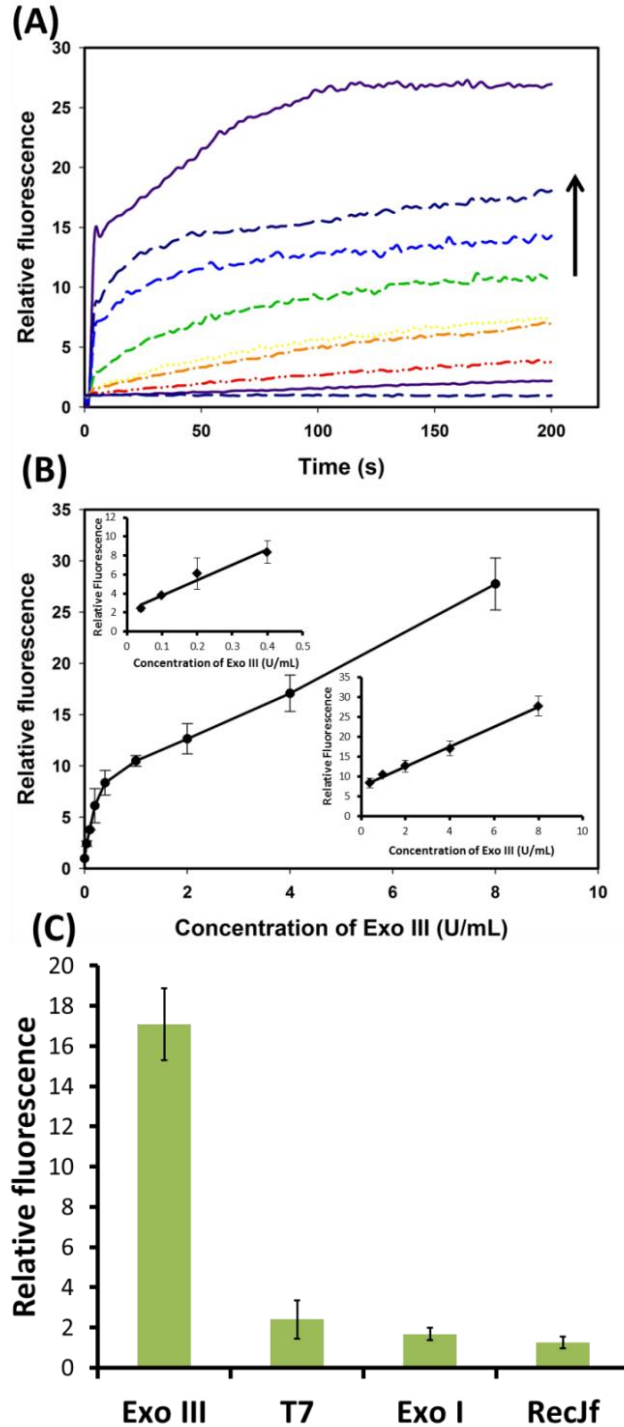 (A)
30
25
20
15
10
5
0
Relative fluorescence
0 50 100 150 200
Time (s)
(B)
35
30
25
20
15
10
5
0
Relative fluorescence
12
10
8
6
4
2
0
Relative Fluorescence
0 0.1 0.2 0.3 0.4 0.5
Concentration of Exo III (U/mL)
35
30
25
20
15
10
5
0
Relative Fluorescence
0 2 4 6 8 10
Concentration of Exo III (U/mL)
0 2 4 6 8 10
Concentration of Exo III (U/mL)
(C)
20
18
16
14
12
10
8
6
4
2
0
Relative fluorescence
Exo III T7 Exo I RecJf